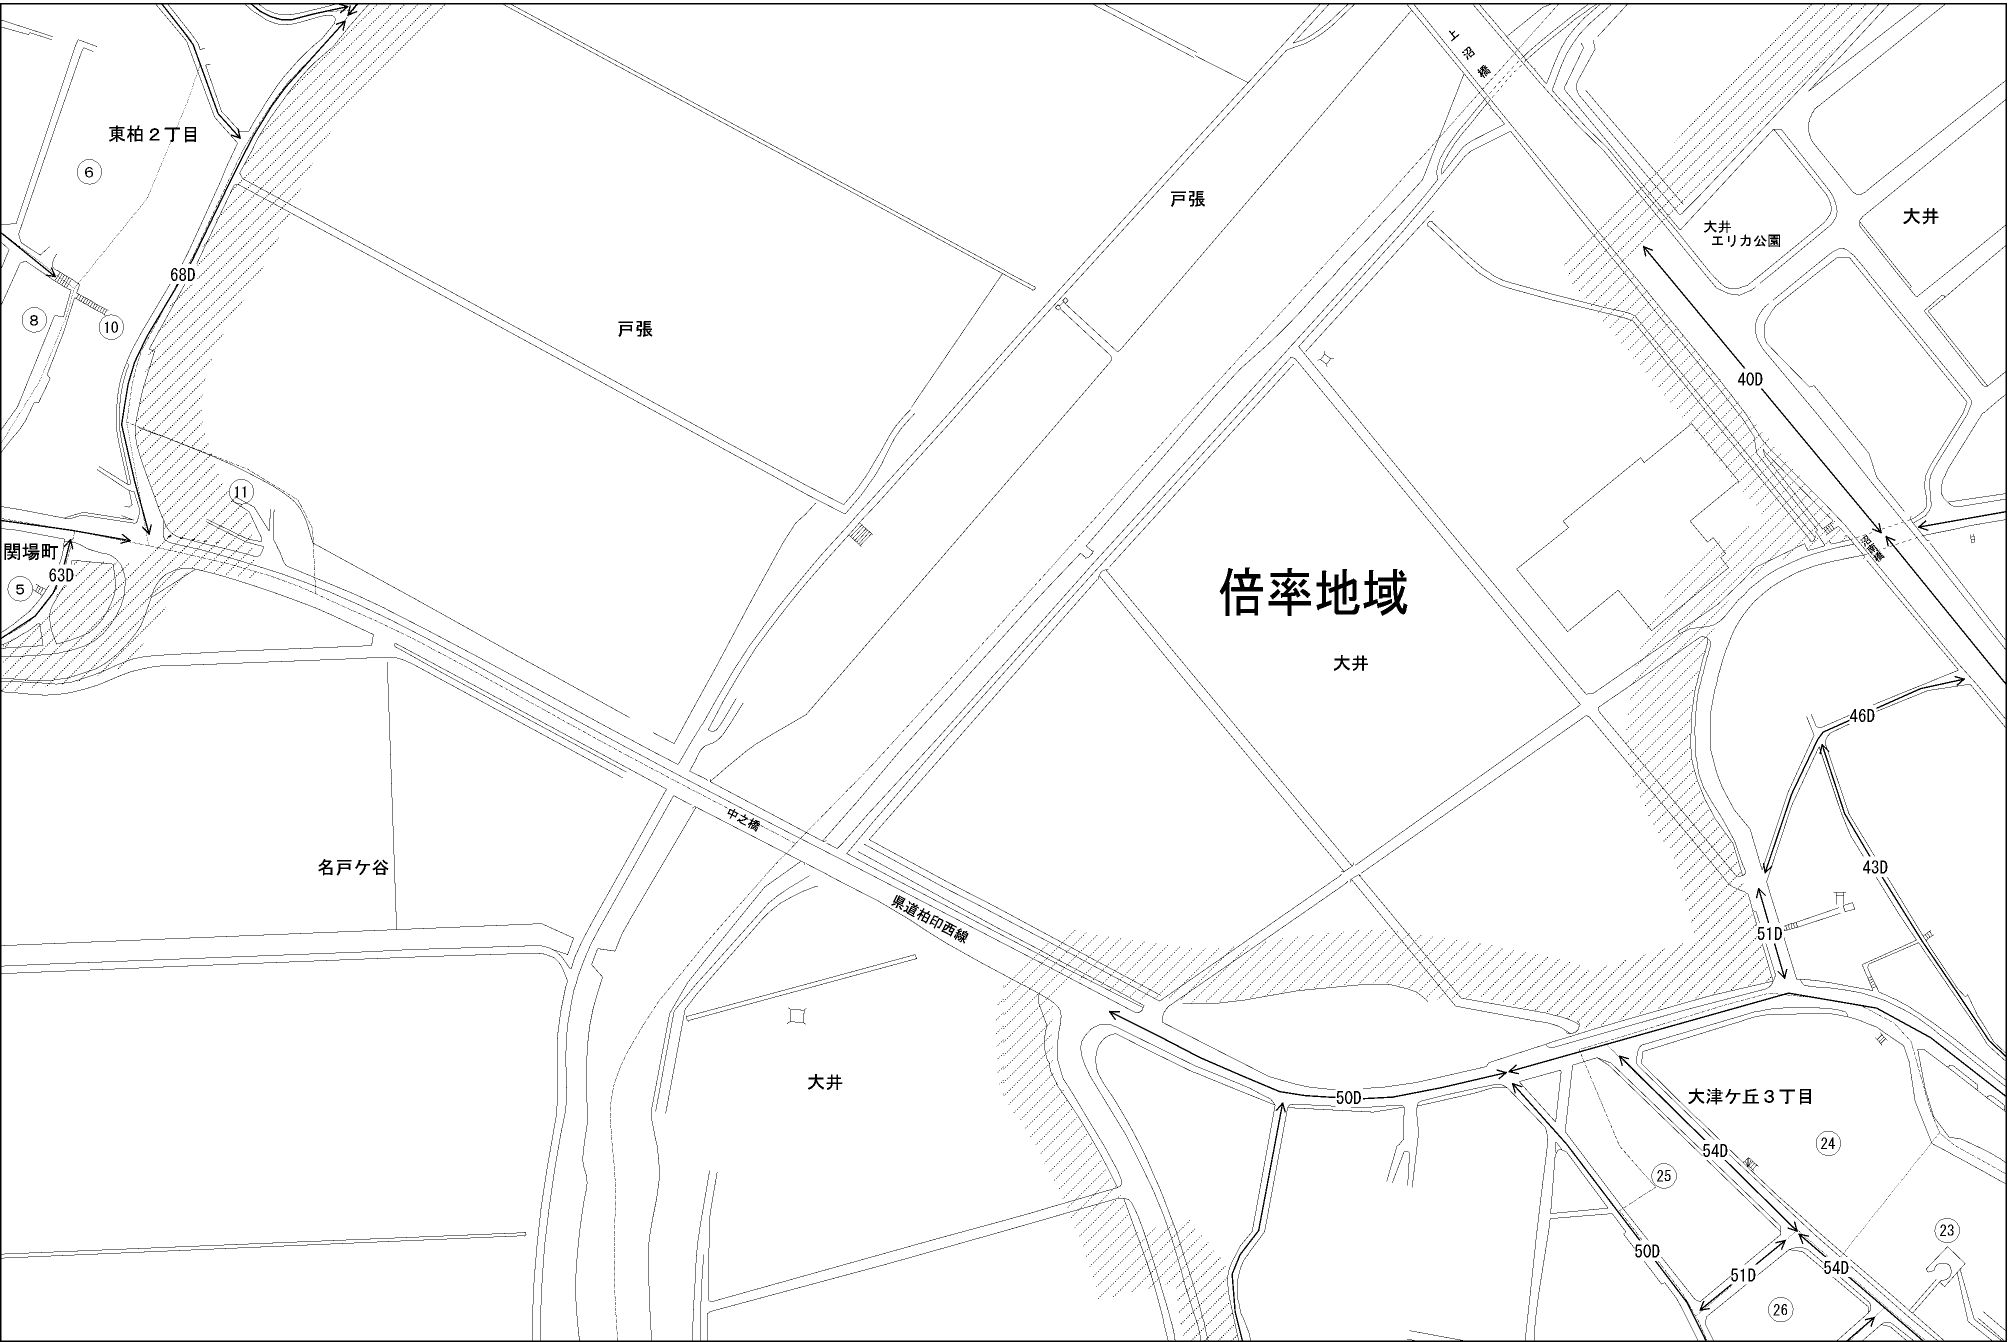 上沼橋
東柏２丁目
6
戸張
大井
大井
エリカ公園
68D
8
10
戸張
40D
11
関場町
5
63D
沼南橋
倍率地域
大井
46D
中之橋
名戸ケ谷
43D
県道柏印西線
51D
大井
50D
大津ケ丘３丁目
24
54D
25
23
50D
51D
54D
26